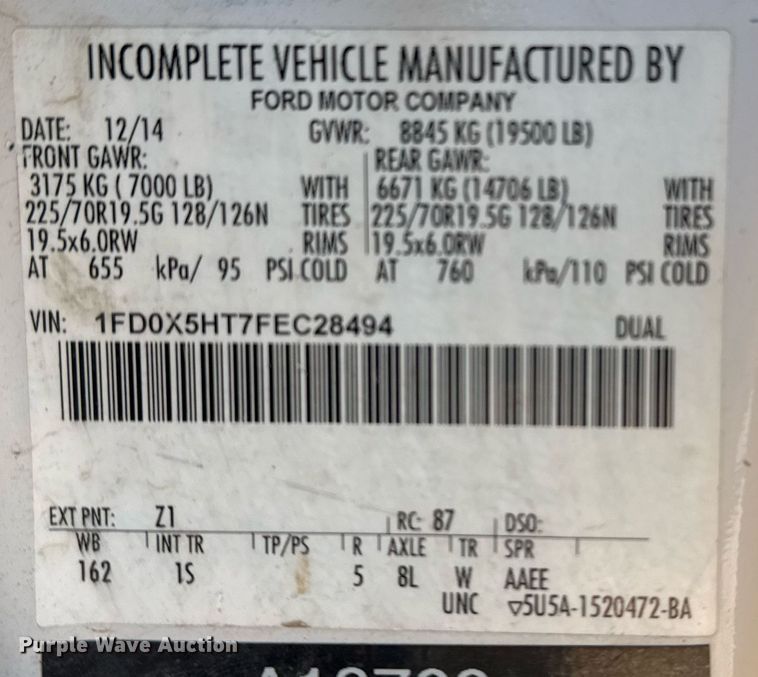 INCOMPLETE VEHICLE MANUFACTURED BY
FORD MOTOR COMPANY
DATE: 12/14 GVWR: 8845 KG (19500 LB)
FRONT GAWR: REAR GAWR:
3175 KG ( 7000 LB) WITH 6671 KG (14706 LB) WITH
225/70R19.5G 128/126N TIRES 225/70R19.5G 128/126N TIRES
19.5x6.0RW RIMS 19.5x6.0RW RIMS
AT 655 kPa/ 95 PSI COLD AT 760 kPa/110 PSI COLD
VIN: 1FD0X5HT7FEC28494 DUAL
EXT PNT: Z1 RC: 87 DSO:
WB INT TR TP/PS R AXLE TR SPR
162 1S 5 8L W AAEE
UNC ▽5U5A-1520472-BA
Purple Wave Auction